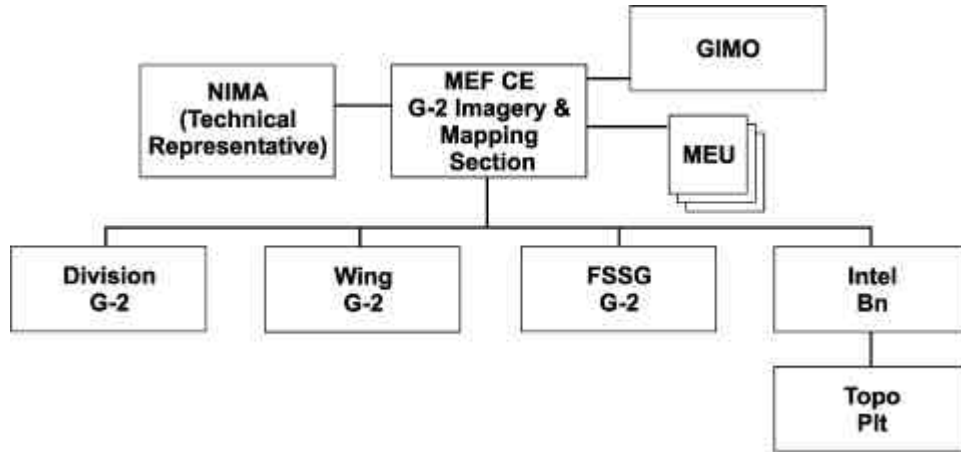 GIMO
NIMA
(Technical
Representative)
MEF CE
G-2 Imagery &
Mapping
Section
MEU
Division
G-2
Wing
G-2
FSSG
G-2
Intel
Bn
Topo
Plt